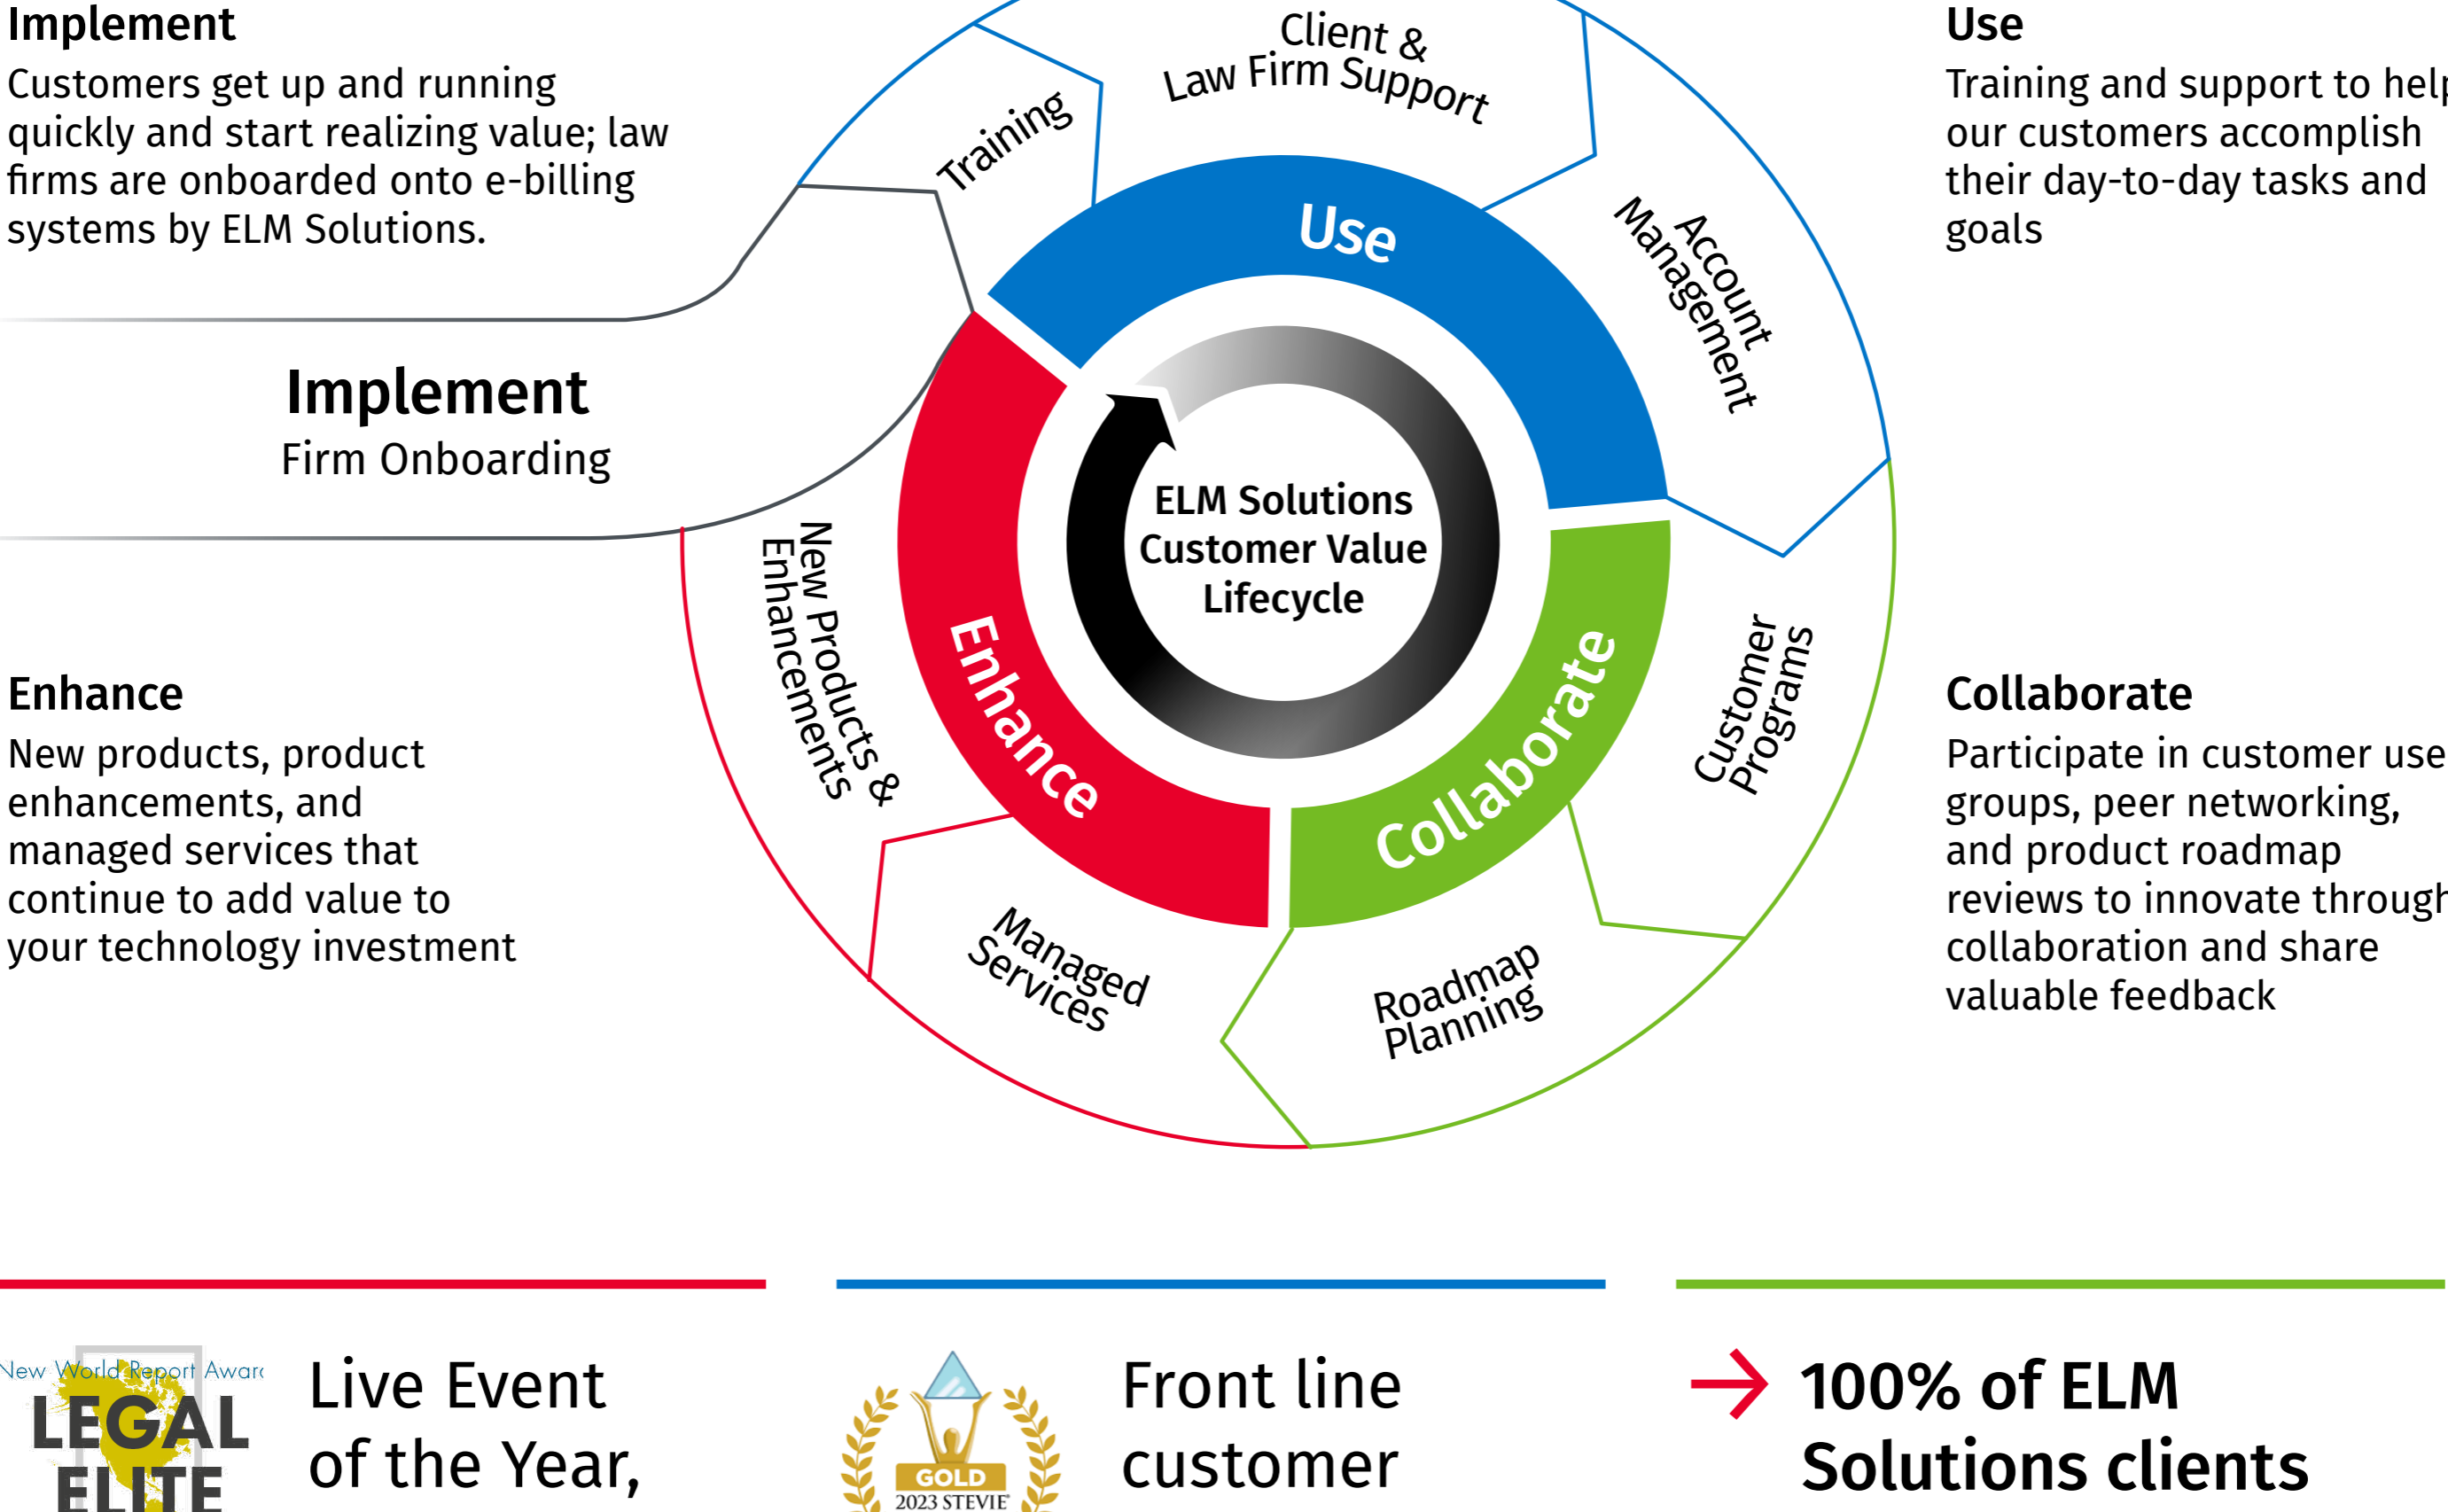 Implement
Customers get up and running
quickly and start realizing value; law
firms are onboarded onto e-billing
systems by ELM Solutions.
Client &
Law Firm Support
Training
Use
Training and support to help
our customers accomplish
their day-to-day tasks and
goals
Use
Account
Management
Implement
Firm Onboarding
ELM Solutions
Customer Value
Lifecycle
New Products &
Enhancements
Enhance
Collaborate
Customer
Programs
Managed
Services
Roadmap
Planning
Enhance
New products, product
enhancements, and
managed services that
continue to add value to
your technology investment
Collaborate
Participate in customer use
groups, peer networking,
and product roadmap
reviews to innovate through
collaboration and share
valuable feedback
New World Report Awar
LEGAL
ELITE
Live Event
of the Year,
GOLD
2023 STEVIE
Front line
customer
→ 100% of ELM
Solutions clients